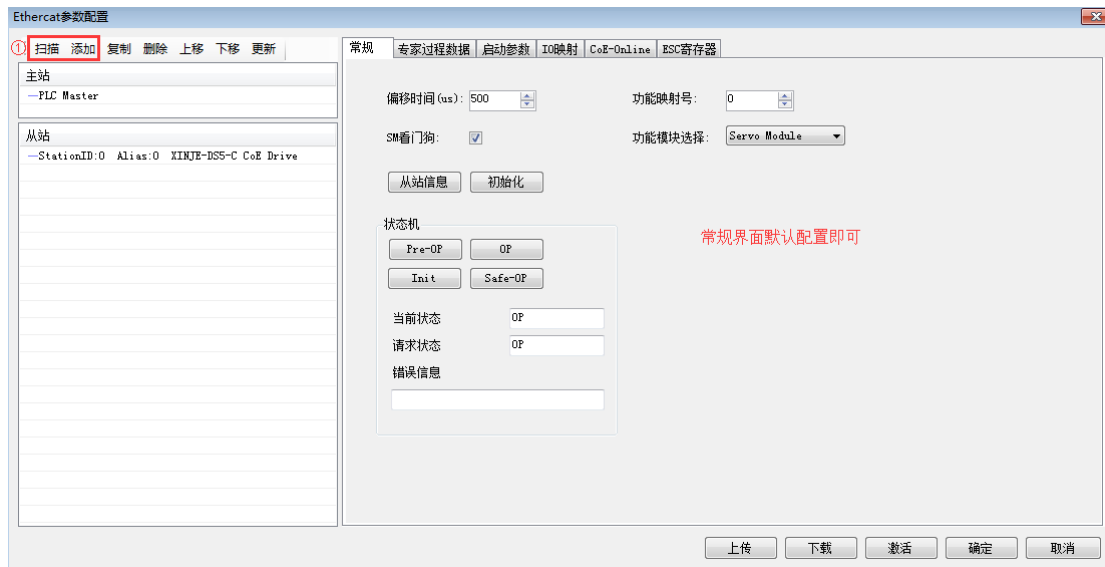 Ethercat参数配置
① 扫描 添加 复制 删除 上移 下移 更新
常规 专家过程数据 启动参数 IO映射 CoE-Online ESC寄存器
主站
PLC Master
从站
StationID:0 Alias:0 XINJE-DS5-C CoE Drive
偏移时间(us): 500 功能映射号: 0
SM看门狗: 功能模块选择: Servo Module
从站信息 初始化
状态机
Pre-OP OP
Init Safe-OP
常规界面默认配置即可
当前状态 OP
请求状态 OP
错误信息
上传 下载 激活 确定 取消